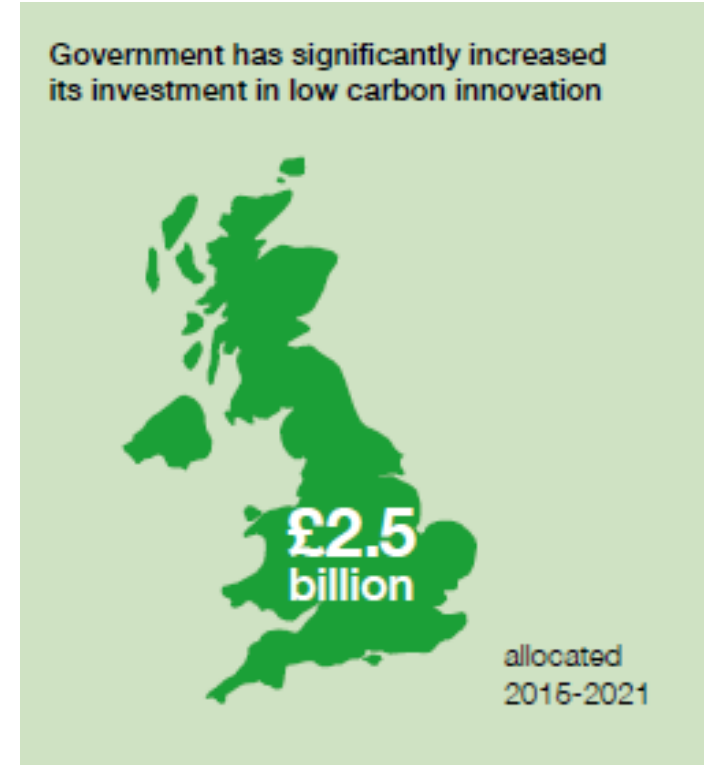 Government has significantly increased
its investment in low carbon innovation
£2.5
billion
allocated
2015-2021